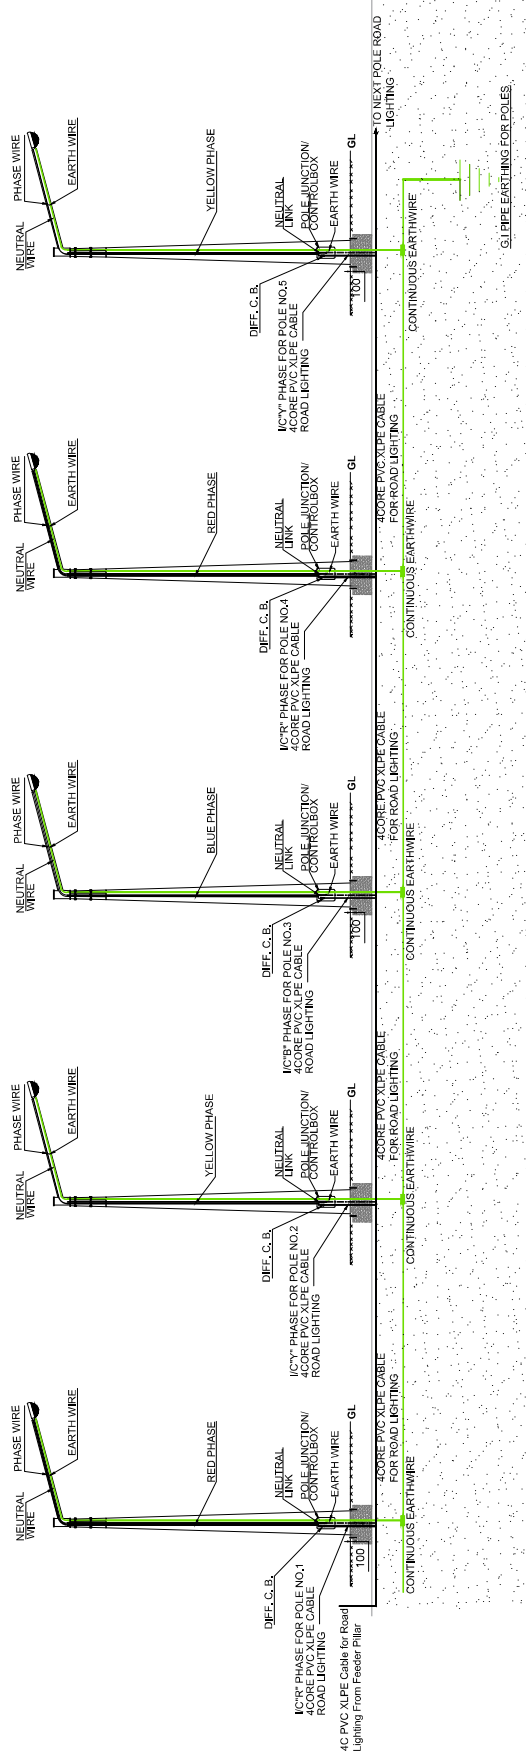 PHASE WIRE
NEUTRAL
WIRE
EARTH WIRE
RED PHASE
DIFF. C. B.
NEUTRAL
LINK
POLE JUNCTION/
CONTROLBOX
EARTH WIRE
I/C"R" PHASE FOR POLE NO.1
4CORE PVC XLPE CABLE
ROAD LIGHTING
GL
100
4C PVC XLPE Cable for Road
Lighting From Feeder Pillar
4CORE PVC XLPE CABLE
FOR ROAD LIGHTING
CONTINUOUS EARTHWIRE
PHASE WIRE
NEUTRAL
WIRE
EARTH WIRE
YELLOW PHASE
DIFF. C. B.
NEUTRAL
LINK
POLE JUNCTION/
CONTROLBOX
EARTH WIRE
I/C"Y" PHASE FOR POLE NO.2
4CORE PVC XLPE CABLE
ROAD LIGHTING
GL
4CORE PVC XLPE CABLE
FOR ROAD LIGHTING
CONTINUOUS EARTHWIRE
PHASE WIRE
NEUTRAL
WIRE
EARTH WIRE
BLUE PHASE
DIFF. C. B.
NEUTRAL
LINK
POLE JUNCTION/
CONTROLBOX
EARTH WIRE
I/C"B" PHASE FOR POLE NO.3
4CORE PVC XLPE CABLE
ROAD LIGHTING
GL
100
4CORE PVC XLPE CABLE
FOR ROAD LIGHTING
CONTINUOUS EARTHWIRE
PHASE WIRE
NEUTRAL
WIRE
EARTH WIRE
RED PHASE
DIFF. C. B.
NEUTRAL
LINK
POLE JUNCTION/
CONTROLBOX
EARTH WIRE
I/C"R" PHASE FOR POLE NO.4
4CORE PVC XLPE CABLE
ROAD LIGHTING
GL
4CORE PVC XLPE CABLE
FOR ROAD LIGHTING
CONTINUOUS EARTHWIRE
PHASE WIRE
NEUTRAL
WIRE
EARTH WIRE
YELLOW PHASE
DIFF. C. B.
NEUTRAL
LINK
POLE JUNCTION/
CONTROLBOX
EARTH WIRE
I/C"Y" PHASE FOR POLE NO.5
4CORE PVC XLPE CABLE
ROAD LIGHTING
GL
100
TO NEXT POLE ROAD
LIGHTING
CONTINUOUS EARTHWIRE
G.I PIPE EARTHING FOR POLES